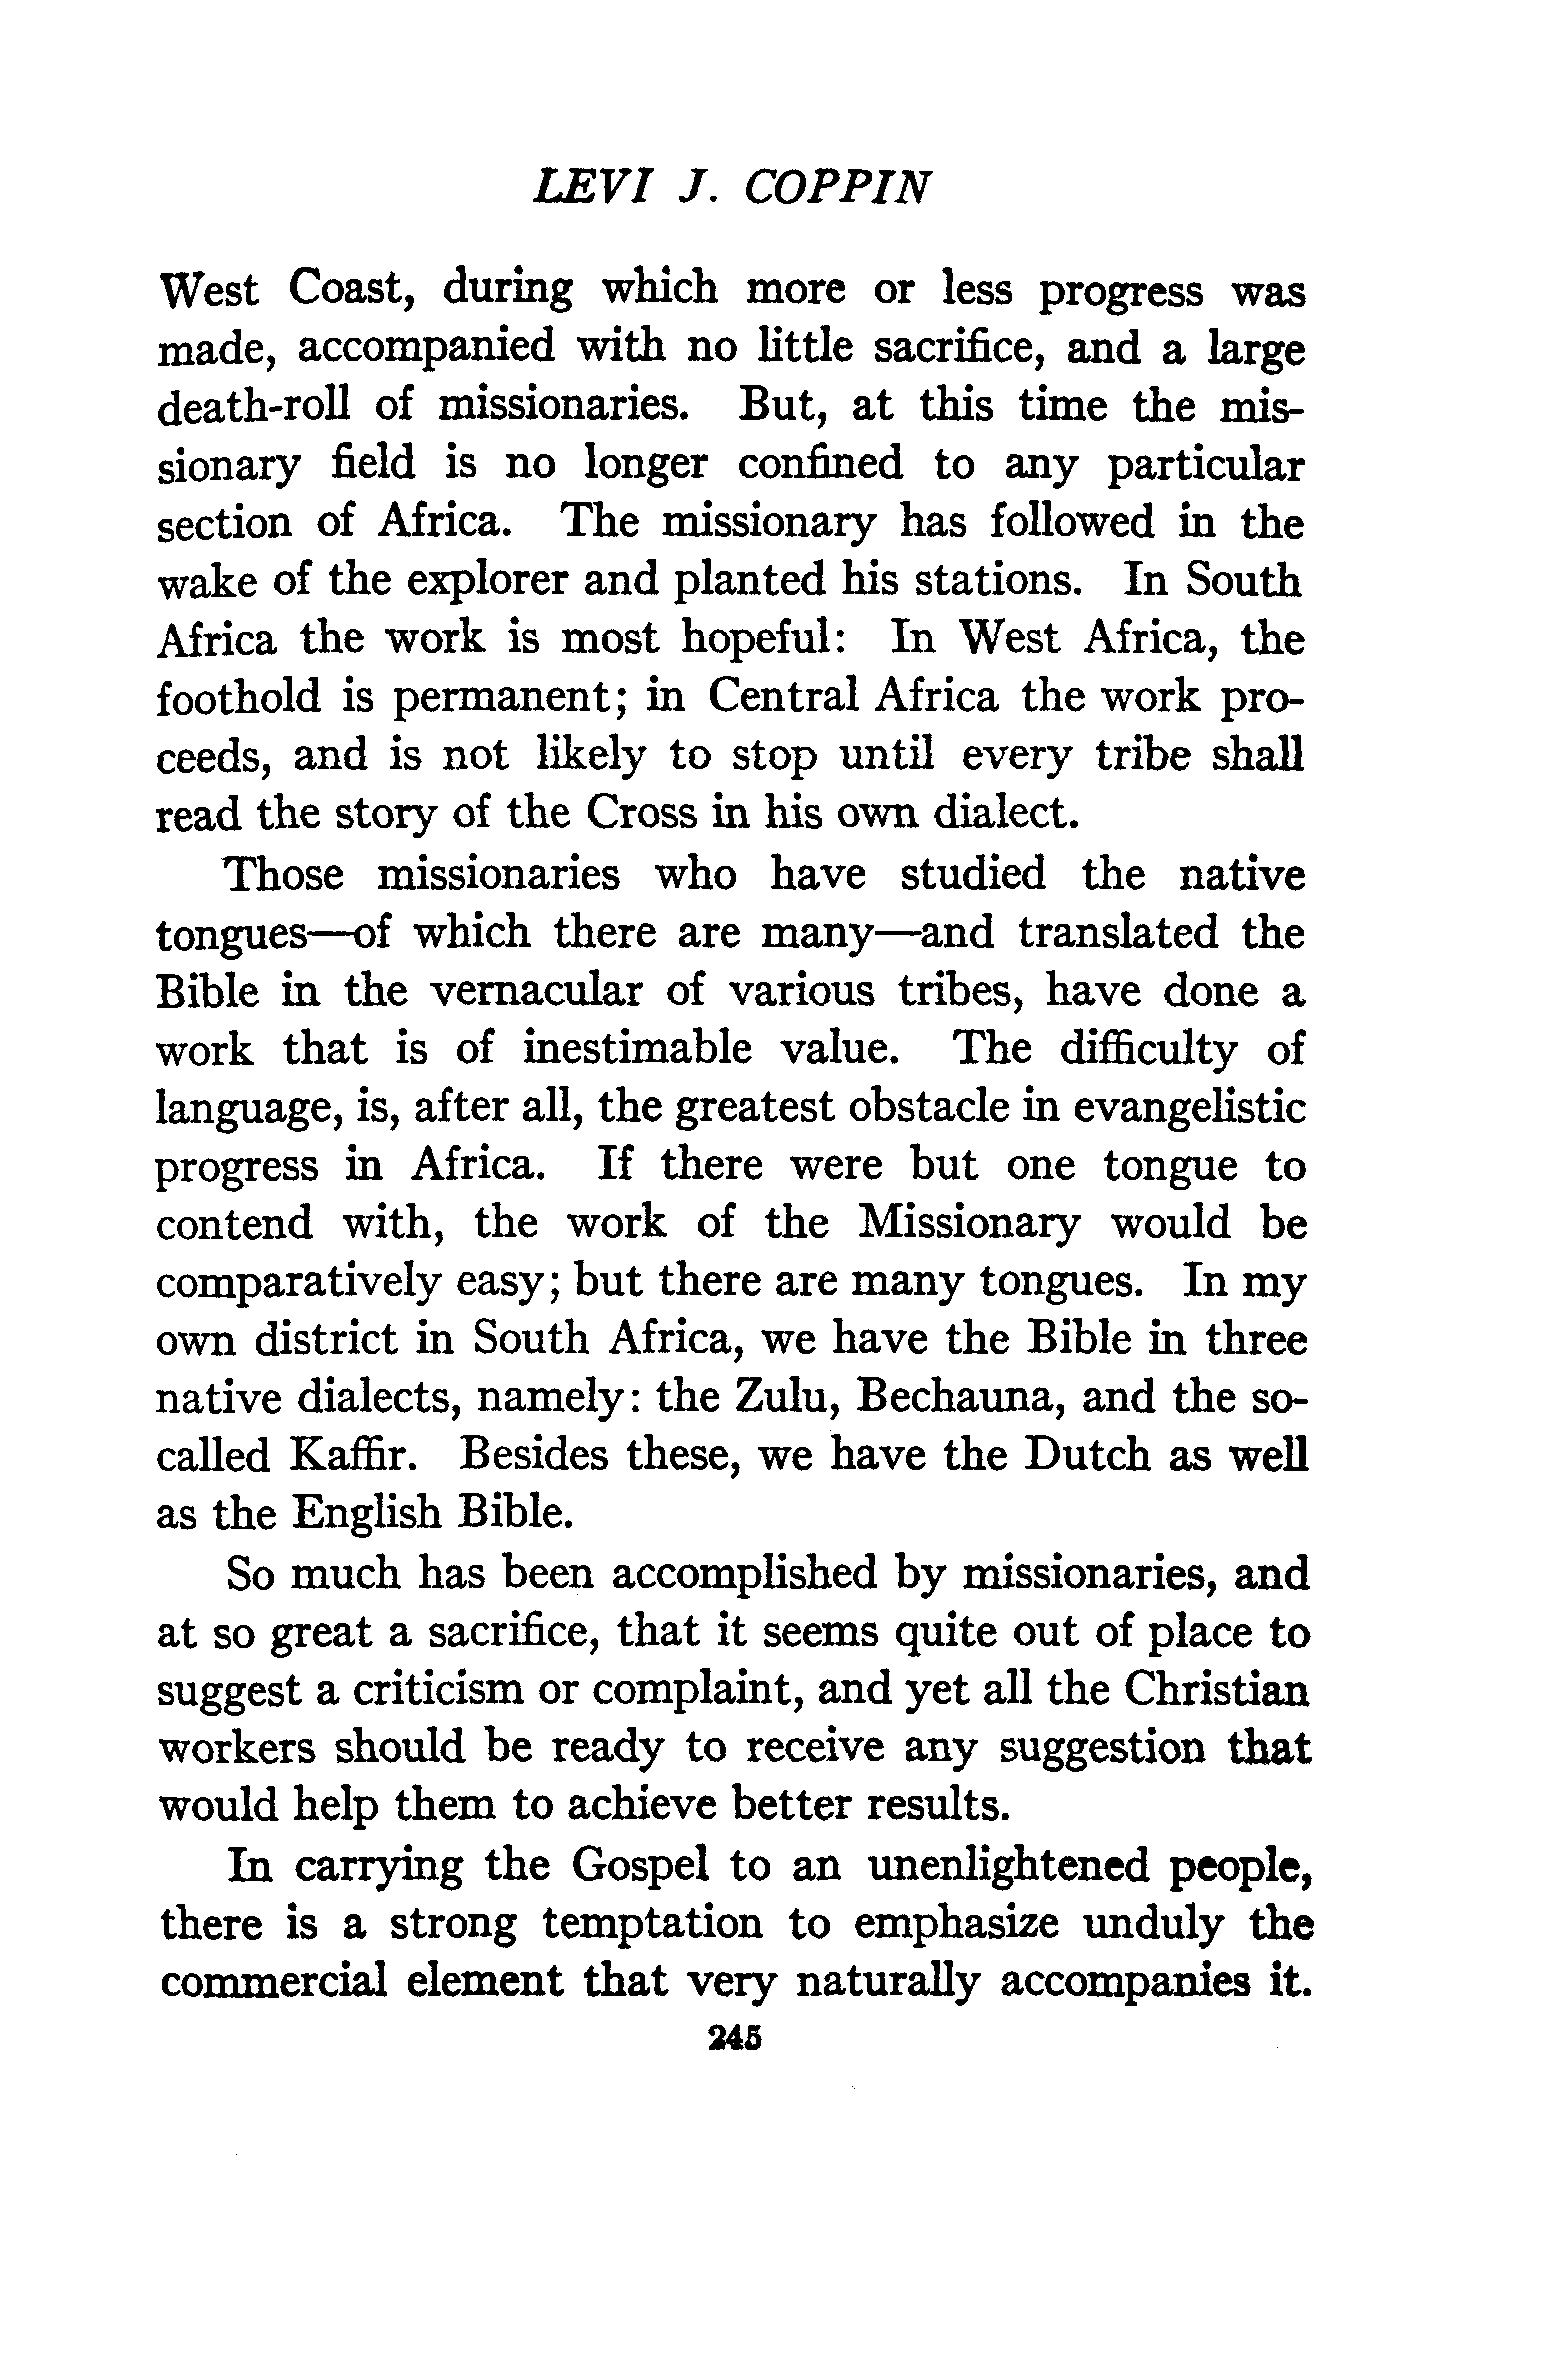 LEVI J. COPPIN
West Coast, during which more or less progress was
made, accompanied with no little sacrifice, and a large
death-roll of missionaries. But, at this time the mis-
sionary field is no longer confined to any particular
section of Africa. The missionary has followed in the
wake of the explorer and planted his stations. In South
Africa the work is most hopeful: In West Africa, the
foothold is permanent; in Central Africa the work pro-
ceeds, and is not likely to stop until every tribe shall
read the story of the Cross in his own dialect.
Those missionaries who have studied the native
tongues—of which there are many—and translated the
Bible in the vernacular of various tribes, have done a
work that is of inestimable value. The difficulty of
language, is, after all, the greatest obstacle in evangelistic
progress in Africa. If there were but one tongue to
contend with, the work of the Missionary would be
comparatively easy; but there are many tongues. In my
own district in South Africa, we have the Bible in three
native dialects, namely: the Zulu, Bechauna, and the so-
called Kaffir. Besides these, we have the Dutch as well
as the English Bible.
So much has been accomplished by missionaries, and
at so great a sacrifice, that it seems quite out of place to
suggest a criticism or complaint, and yet all the Christian
workers should be ready to receive any suggestion that
would help them to achieve better results.
In carrying the Gospel to an unenlightened people,
there is a strong temptation to emphasize unduly the
commercial element that very naturally accompanies it.
245